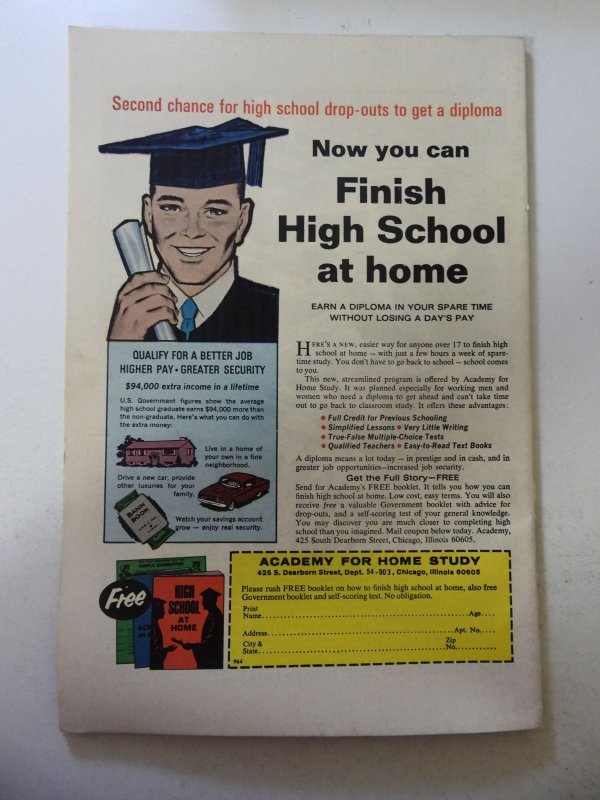 Second chance for high school drop-outs to get a diploma
Now you can
Finish
High School
at home
EARN A DIPLOMA IN YOUR SPARE TIME
WITHOUT LOSING A DAY'S PAY
QUALIFY FOR A BETTER JOB
HIGHER PAY • GREATER SECURITY
$94,000 extra income in a lifetime
U.S. Government figures show the average
high school graduate earns $94,000 more than
the non-graduate. Here's what you can do with
the extra money:
Live in a home of
your own in a fine
neighborhood.
Drive a new car, provide
other luxuries for your
family.
BANK
BOOK
Watch your savings account
grow — enjoy real security.
HERE'S A NEW, easier way for anyone over 17 to finish high
school at home — with just a few hours a week of spare-
time study. You don't have to go back to school — school comes
to you.
This new, streamlined program is offered by Academy for
Home Study. It was planned especially for working men and
women who need a diploma to get ahead and can't take time
out to go back to classroom study. It offers these advantages:
• Full Credit for Previous Schooling
• Simplified Lessons • Very Little Writing
• True-False Multiple-Choice Tests
• Qualified Teachers • Easy-to-Read Text Books
A diploma means a lot today — in prestige and in cash, and in
greater job opportunities—increased job security.
Get the Full Story—FREE
Send for Academy's FREE booklet. It tells you how you can
finish high school at home. Low cost, easy terms. You will also
receive free a valuable Government booklet with advice for
drop-outs, and a self-scoring test of your general knowledge.
You may discover you are much closer to completing high
school than you imagined. Mail coupon below today. Academy,
425 South Dearborn Street, Chicago, Illinois 60605.
Free
SAMPLE EXAMINATION
HIGH
SCHOOL
AT
HOME
ACADEMY FOR HOME STUDY
425 S. Dearborn Street, Dept. 54-903, Chicago, Illinois 60605
Please rush FREE booklet on how to finish high school at home, also free
Government booklet and self-scoring test. No obligation.
Print
Name Age
Address Apt. No.
City & Zip
State No.
964